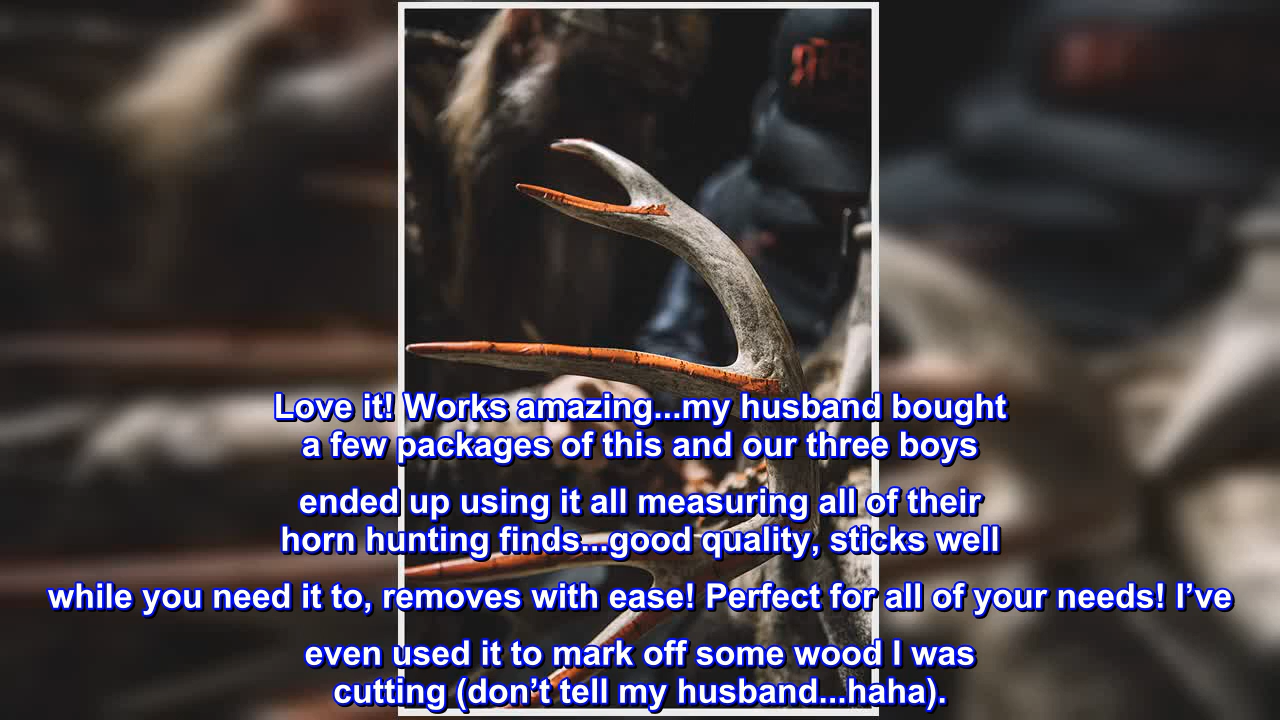 Love it! Works amazing...my husband bought
a few packages of this and our three boys
ended up using it all measuring all of their
horn hunting finds...good quality, sticks well
while you need it to, removes with ease! Perfect for all of your needs! I’ve
even used it to mark off some wood I was
cutting (don’t tell my husband...haha).